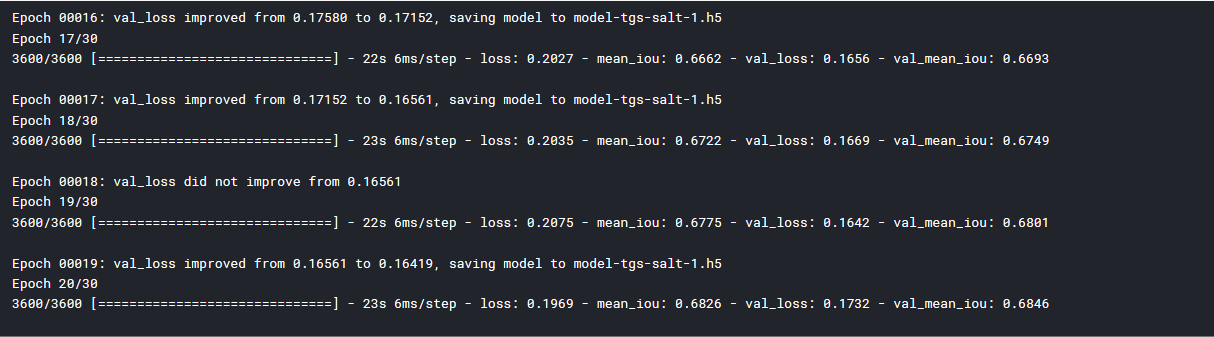 Epoch 00016: val_loss improved from 0.17580 to 0.17152, saving model to model-tgs-salt-1.h5
Epoch 17/30
3600/3600 [==============================] - 22s 6ms/step - loss: 0.2027 - mean_iou: 0.6662 - val_loss: 0.1656 - val_mean_iou: 0.6693
Epoch 00017: val_loss improved from 0.17152 to 0.16561, saving model to model-tgs-salt-1.h5
Epoch 18/30
3600/3600 [==============================] - 23s 6ms/step - loss: 0.2035 - mean_iou: 0.6722 - val_loss: 0.1669 - val_mean_iou: 0.6749
Epoch 00018: val_loss did not improve from 0.16561
Epoch 19/30
3600/3600 [==============================] - 22s 6ms/step - loss: 0.2075 - mean_iou: 0.6775 - val_loss: 0.1642 - val_mean_iou: 0.6801
Epoch 00019: val_loss improved from 0.16561 to 0.16419, saving model to model-tgs-salt-1.h5
Epoch 20/30
3600/3600 [==============================] - 23s 6ms/step - loss: 0.1969 - mean_iou: 0.6826 - val_loss: 0.1732 - val_mean_iou: 0.6846